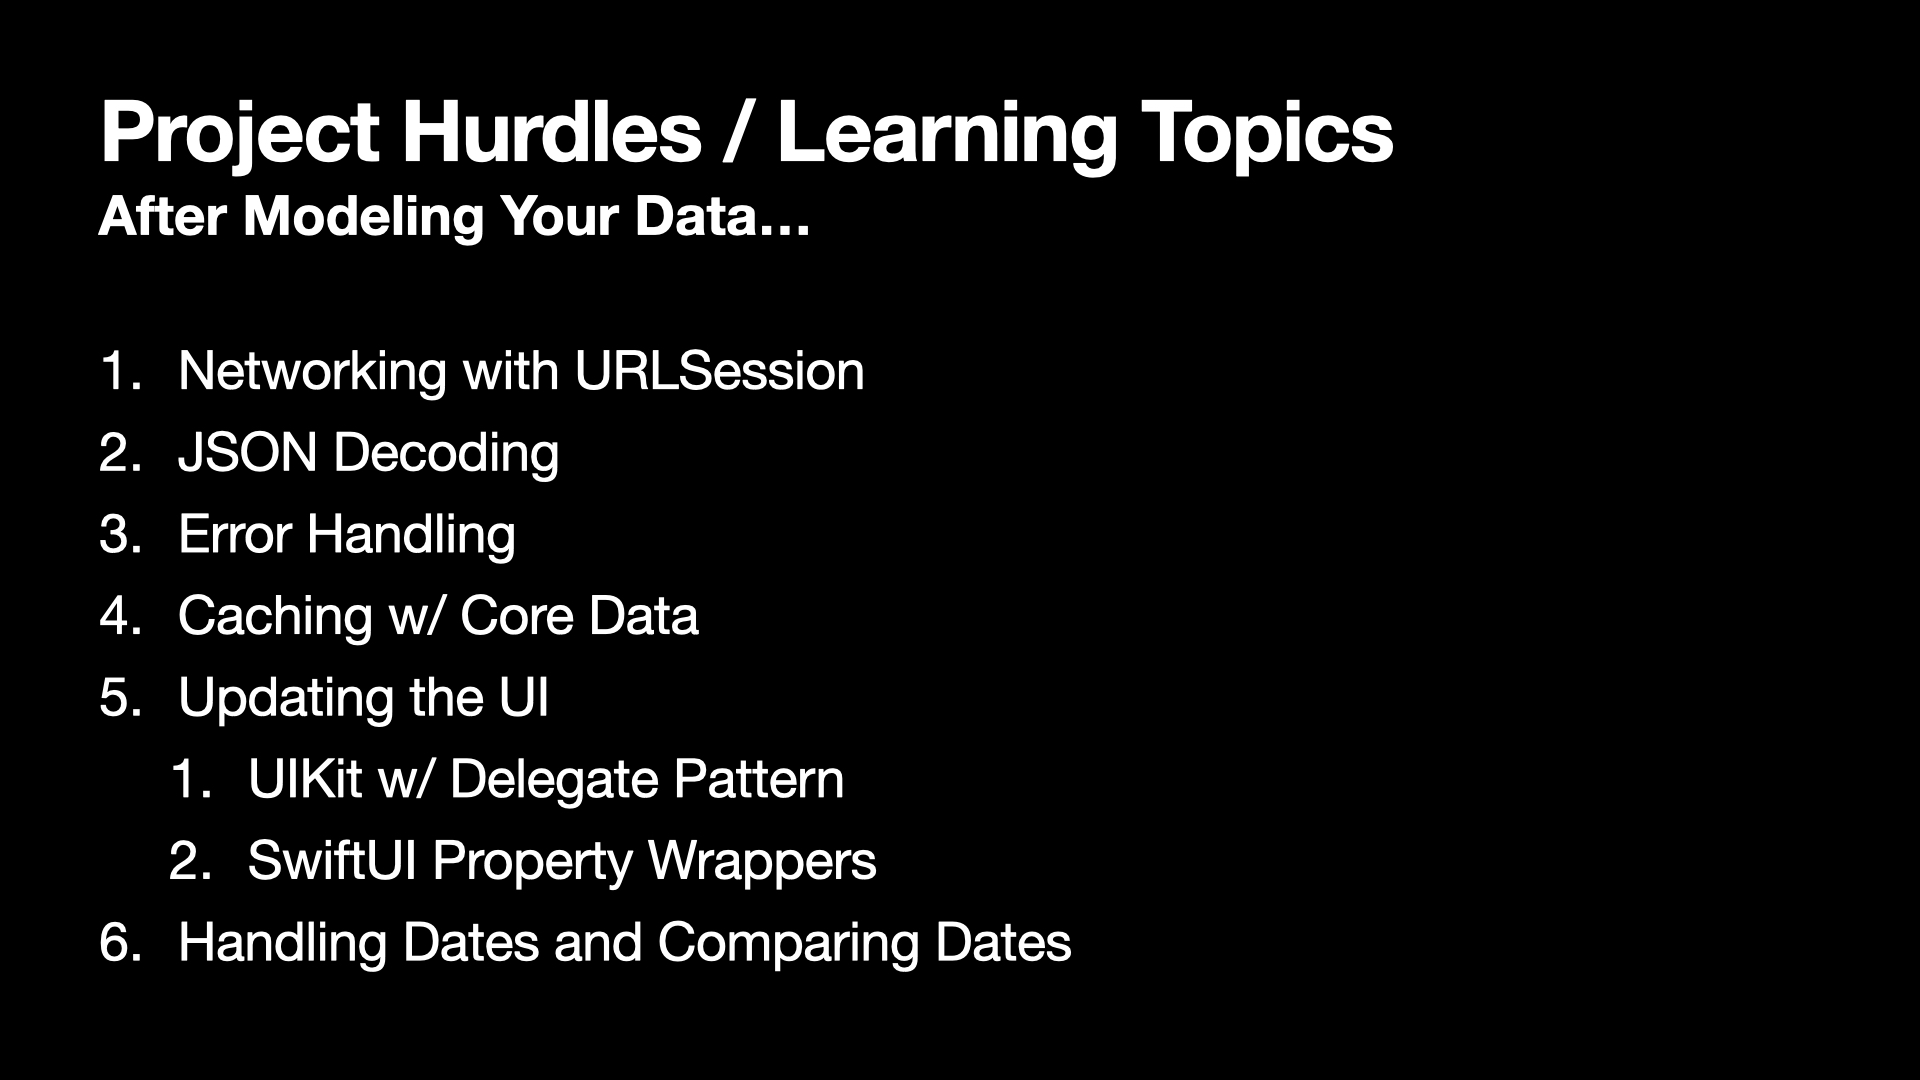 Project Hurdles / Learning Topics
After Modeling Your Data…
1. Networking with URLSession
2. JSON Decoding
3. Error Handling
4. Caching w/ Core Data
5. Updating the UI
1. UIKit w/ Delegate Pattern
2. SwiftUI Property Wrappers
6. Handling Dates and Comparing Dates